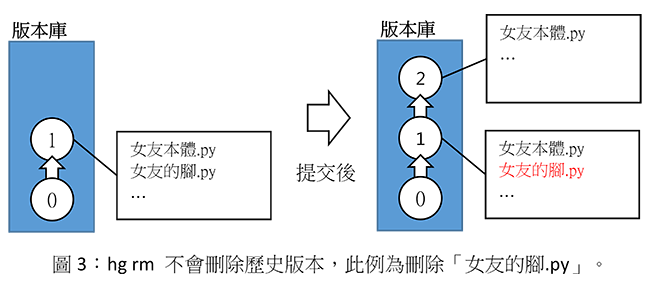 版本庫
1
0
女友本體.py
女友的腳.py
…
提交後
版本庫
2
1
0
女友本體.py
…
女友本體.py
女友的腳.py
…
圖 3：hg rm 不會刪除歷史版本，此例為刪除「女友的腳.py」。